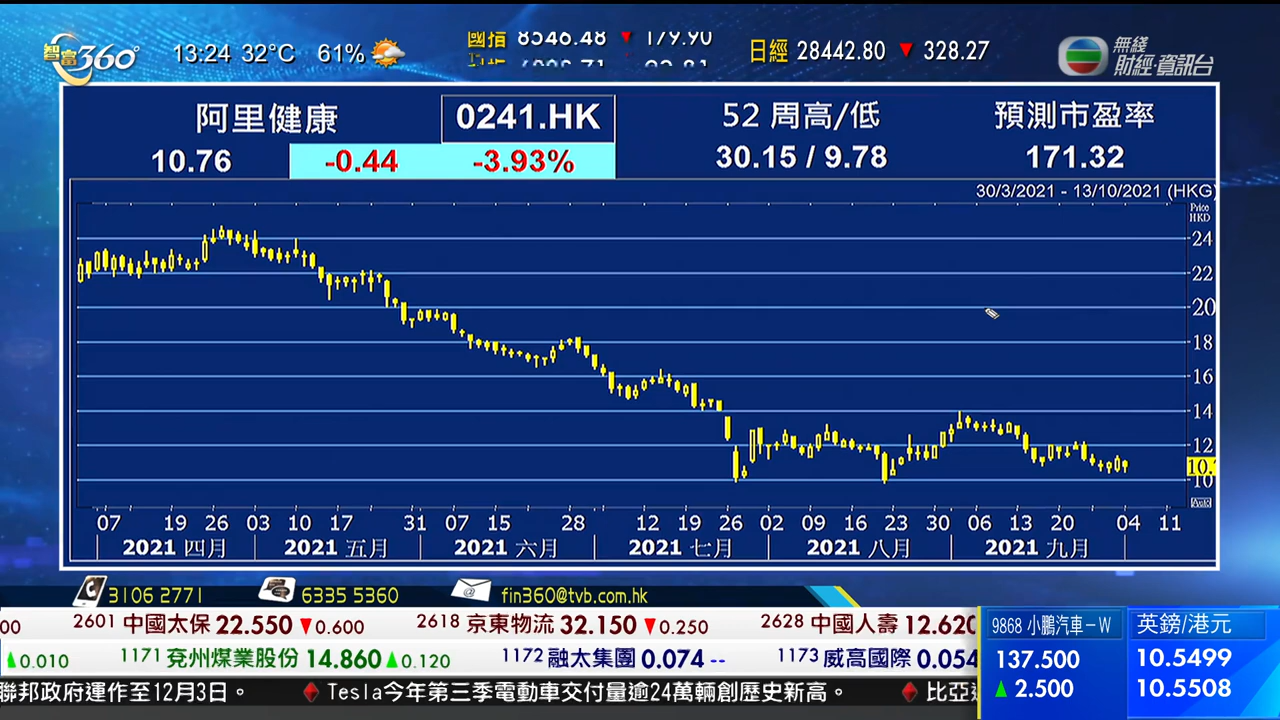 智富360°
13:24 32°C 61%
國指 8546.48 ▼ 179.90
日經 28442.80 ▼ 328.27
無綫
財經·資訊台
阿里健康 0241.HK 52 周高/低 預測市盈率
10.76 -0.44 -3.93% 30.15 / 9.78 171.32
30/3/2021 - 13/10/2021 (HKG)
Price
HKD
24
22
20
18
16
14
12
10
07 19 26 03 10 17 31 07 15 28 12 19 26 02 09 16 23 30 06 13 20 04 11
2021 四月 2021 五月 2021 六月 2021 七月 2021 八月 2021 九月
3106 2771 6335 5360 fin360@tvb.com.hk
00 2601 中國太保 22.550 ▼0.600 2618 京東物流 32.150 ▼0.250 2628 中國人壽 12.620
▲0.010 1171 兗州煤業股份 14.860 ▲0.120 1172 融太集團 0.074 -- 1173 威高國際 0.054
聯邦政府運作至12月3日。 ◆ Tesla今年第三季電動車交付量逾24萬輛創歷史新高。 ◆ 比亞
9868 小鵬汽車－W
137.500
▲ 2.500
英鎊/港元
10.5499
10.5508